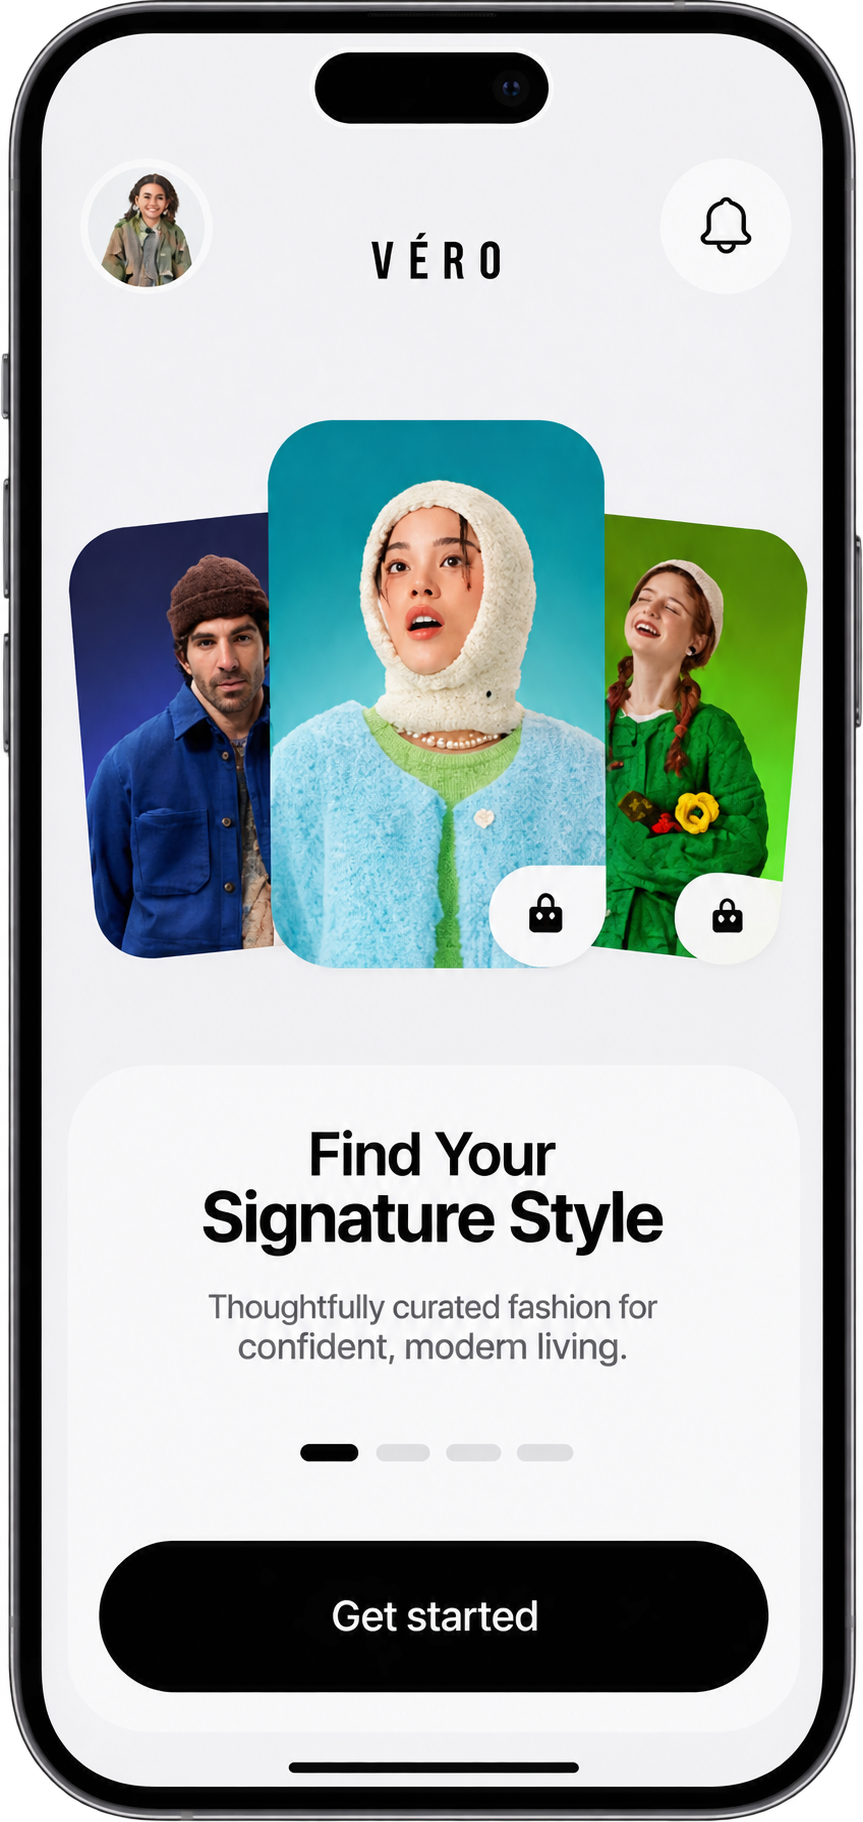 VÉRO
Find Your
Signature Style
Thoughtfully curated fashion for
confident, modern living.
Get started